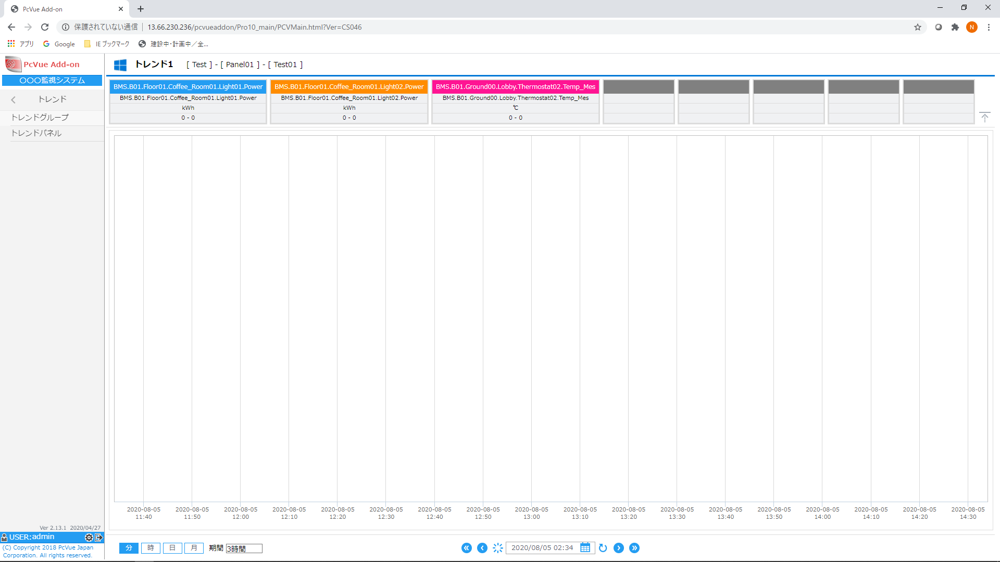 PcVue Add-on
保護されていない通信
13.66.230.236/pcvueaddon/Pro10_main/PCVMain.html?Ver=CS046
N
アプリ
Google
IE ブックマーク
建設中・計画中／全...
PcVue Add-on
〇〇〇監視システム
トレンド
トレンドグループ
トレンドパネル
トレンド1 [ Test ] - [ Panel01 ] - [ Test01 ]
BMS.B01.Floor01.Coffee_Room01.Light01.Power
BMS.B01.Floor01.Coffee_Room01.Light01.Power
kWh
0 - 0
BMS.B01.Floor01.Coffee_Room01.Light02.Power
BMS.B01.Floor01.Coffee_Room01.Light02.Power
kWh
0 - 0
BMS.B01.Ground00.Lobby.Thermostat02.Temp_Mes
BMS.B01.Ground00.Lobby.Thermostat02.Temp_Mes
℃
0 - 0
2020-08-05 11:40
2020-08-05 11:50
2020-08-05 12:00
2020-08-05 12:10
2020-08-05 12:20
2020-08-05 12:30
2020-08-05 12:40
2020-08-05 12:50
2020-08-05 13:00
2020-08-05 13:10
2020-08-05 13:20
2020-08-05 13:30
2020-08-05 13:40
2020-08-05 13:50
2020-08-05 14:00
2020-08-05 14:10
2020-08-05 14:20
2020-08-05 14:30
Ver 2.13.1 2020/04/27
USER:admin
(C) Copyright 2018 PcVue Japan
Corporation. All rights reserved.
分 時 日 月 期間 3時間
2020/08/05 02:34